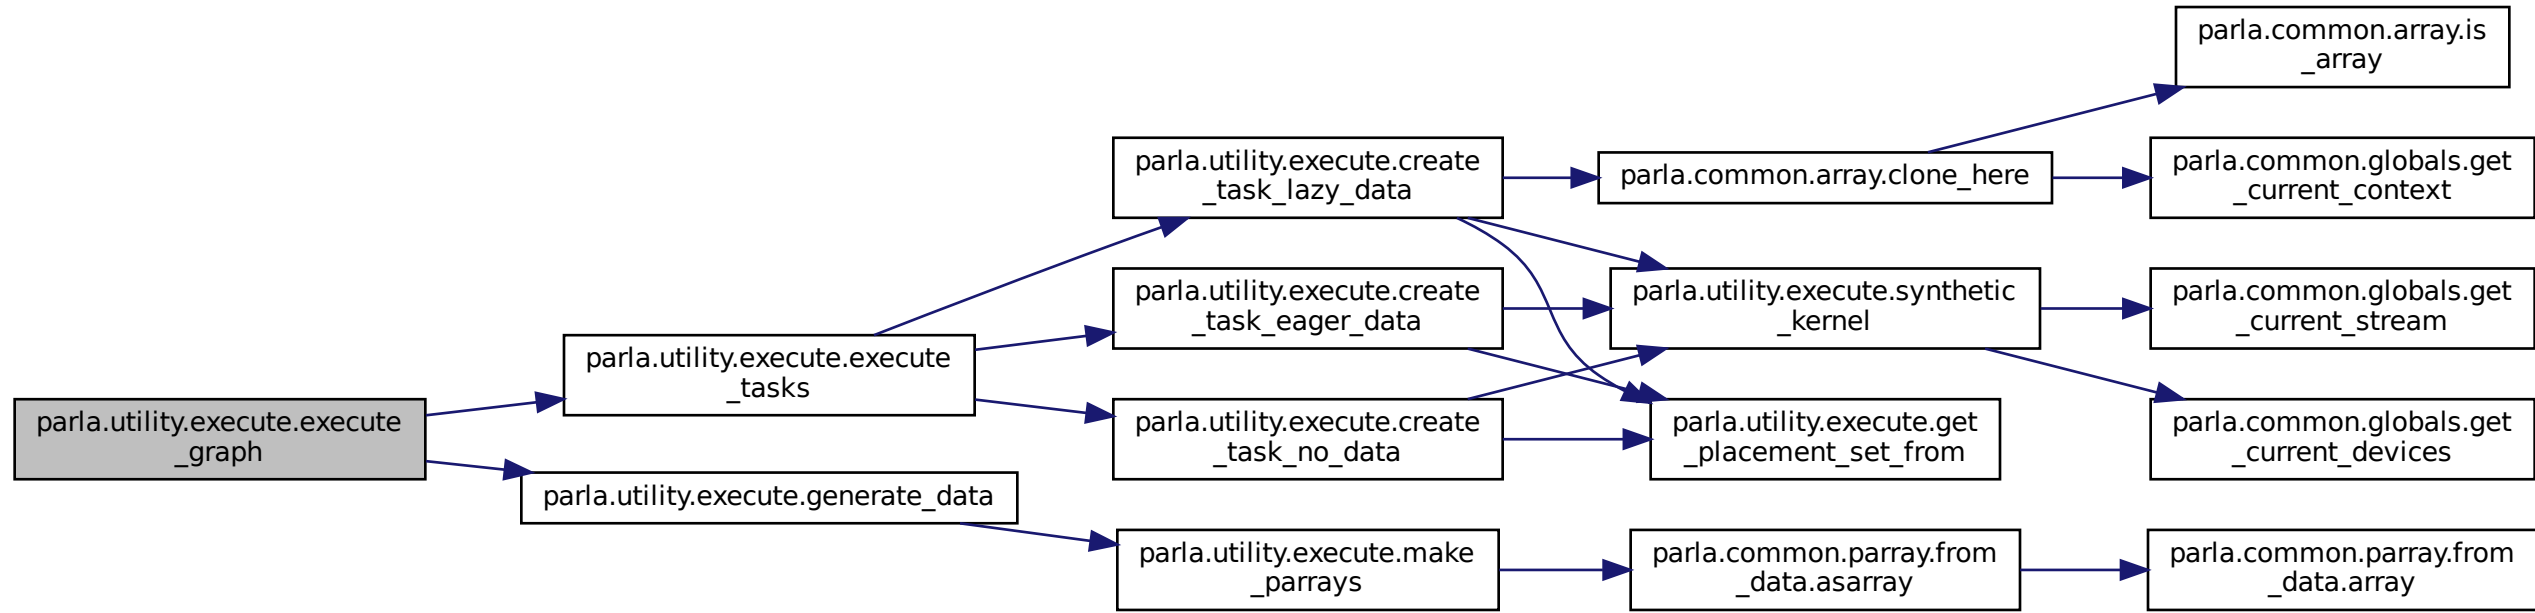 parla.utility.execute.execute
_graph
parla.utility.execute.execute
_tasks
parla.utility.execute.generate_data
parla.utility.execute.create
_task_lazy_data
parla.utility.execute.create
_task_eager_data
parla.utility.execute.create
_task_no_data
parla.utility.execute.make
_parrays
parla.common.array.clone_here
parla.utility.execute.synthetic
_kernel
parla.utility.execute.get
_placement_set_from
parla.common.parray.from
_data.asarray
parla.common.array.is
_array
parla.common.globals.get
_current_context
parla.common.globals.get
_current_stream
parla.common.globals.get
_current_devices
parla.common.parray.from
_data.array